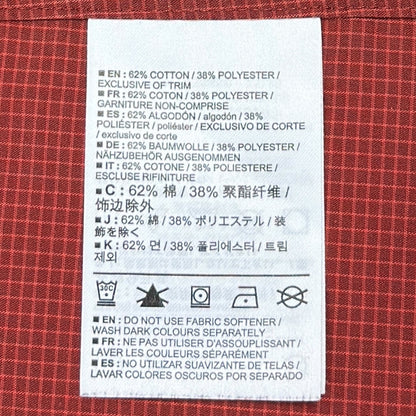 ■ EN : 62% COTTON / 38% POLYESTER /
EXCLUSIVE OF TRIM
■ FR : 62% COTON / 38% POLYESTER /
GARNITURE NON-COMPRISE
■ ES : 62% ALGODÓN / algodón / 38%
POLIÉSTER / poliéster / EXCLUSIVO DE CORTE
/ exclusivo de corte
■ DE : 62% BAUMWOLLE / 38% POLYESTER /
NÄHZUBEHÖR AUSGENOMMEN
■ IT : 62% COTONE / 38% POLIESTERE /
ESCLUSE RIFINITURE
■ C : 62% 棉 / 38% 聚酯纤维 /
饰边除外
■ J : 62% 綿 / 38% ポリエステル / 装
飾を除く
■ K : 62% 면 / 38% 폴리에스터 / 트림
제외
30C
■ EN : DO NOT USE FABRIC SOFTENER /
WASH DARK COLOURS SEPARATELY
■ FR : NE PAS UTILISER D'ASSOUPLISSANT /
LAVER LES COULEURS SÉPARÉMENT
■ ES : NO UTILIZAR SUAVIZANTE DE TELAS /
LAVAR COLORES OSCUROS POR SEPARADO